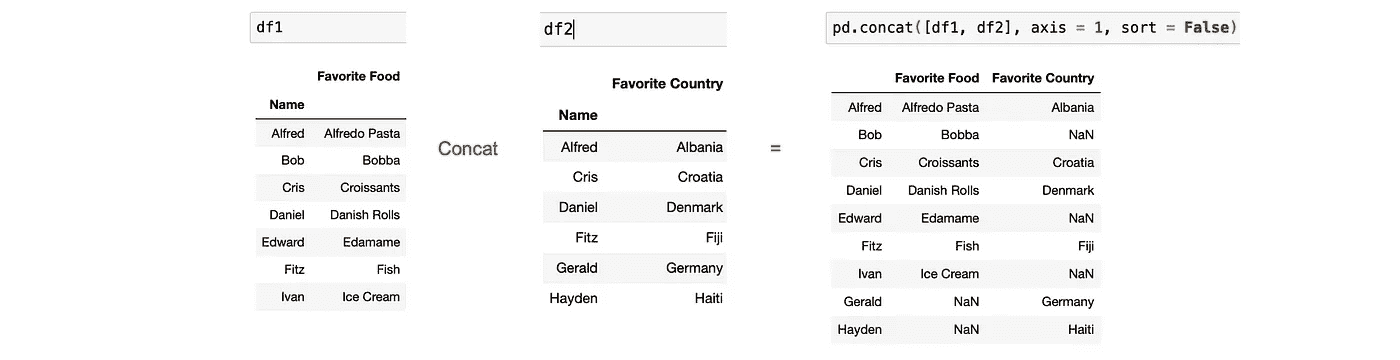 df1
Favorite Food
Name
Alfred Alfredo Pasta
Bob Bobba
Cris Croissants
Daniel Danish Rolls
Edward Edamame
Fitz Fish
Ivan Ice Cream
Concat
df2
Favorite Country
Name
Alfred Albania
Cris Croatia
Daniel Denmark
Fitz Fiji
Gerald Germany
Hayden Haiti
=
pd.concat([df1, df2], axis = 1, sort = False)
Favorite Food Favorite Country
Alfred Alfredo Pasta Albania
Bob Bobba NaN
Cris Croissants Croatia
Daniel Danish Rolls Denmark
Edward Edamame NaN
Fitz Fish Fiji
Ivan Ice Cream NaN
Gerald NaN Germany
Hayden NaN Haiti